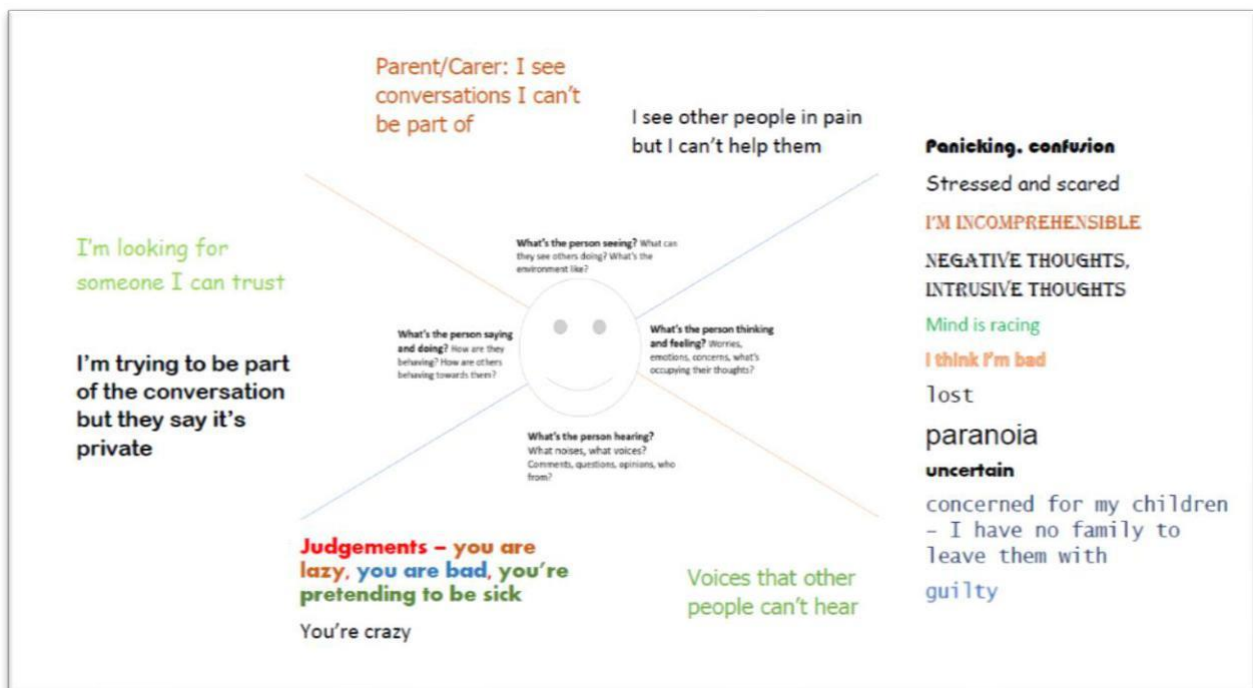 Parent/Carer: I see
conversations I can't
be part of
I see other people in pain
but I can't help them
I'm looking for
someone I can trust
I'm trying to be part
of the conversation
but they say it's
private
What's the person seeing? What can
they see others doing? What's the
environment like?
What's the person saying
and doing? How are they
behaving? How are others
behaving towards them?
What's the person thinking
and feeling? Worries,
emotions, concerns, what's
occupying their thoughts?
What's the person hearing?
What noises, what voices?
Comments, questions, opinions, who
from?
Panicking, confusion
Stressed and scared
I'M INCOMPREHENSIBLE
NEGATIVE THOUGHTS,
INTRUSIVE THOUGHTS
Mind is racing
I think I'm bad
lost
paranoia
uncertain
concerned for my children
– I have no family to
leave them with
guilty
Judgements – you are
lazy, you are bad, you're
pretending to be sick
You're crazy
Voices that other
people can't hear